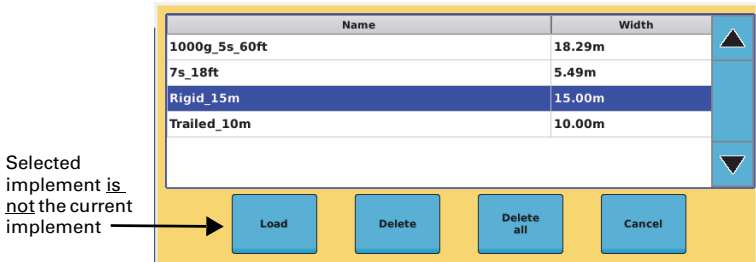 Name Width
1000g_5s_60ft 18.29m
7s_18ft 5.49m
Rigid_15m 15.00m
Trailed_10m 10.00m
Selected
implement is
not the current
implement
Load Delete Delete all Cancel